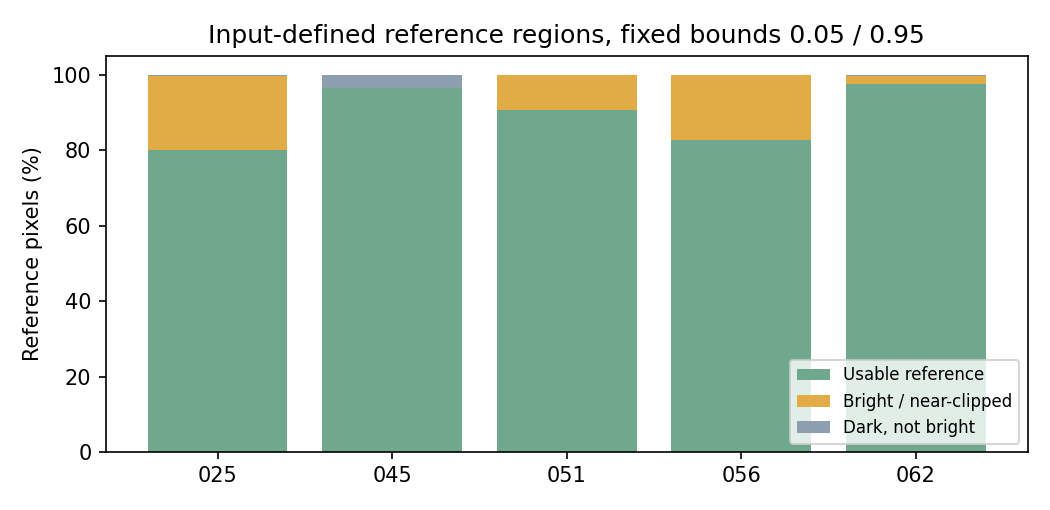 Input-defined reference regions, fixed bounds 0.05 / 0.95
Reference pixels (%)
100
80
60
40
20
0
Usable reference
Bright / near-clipped
Dark, not bright
025 045 051 056 062